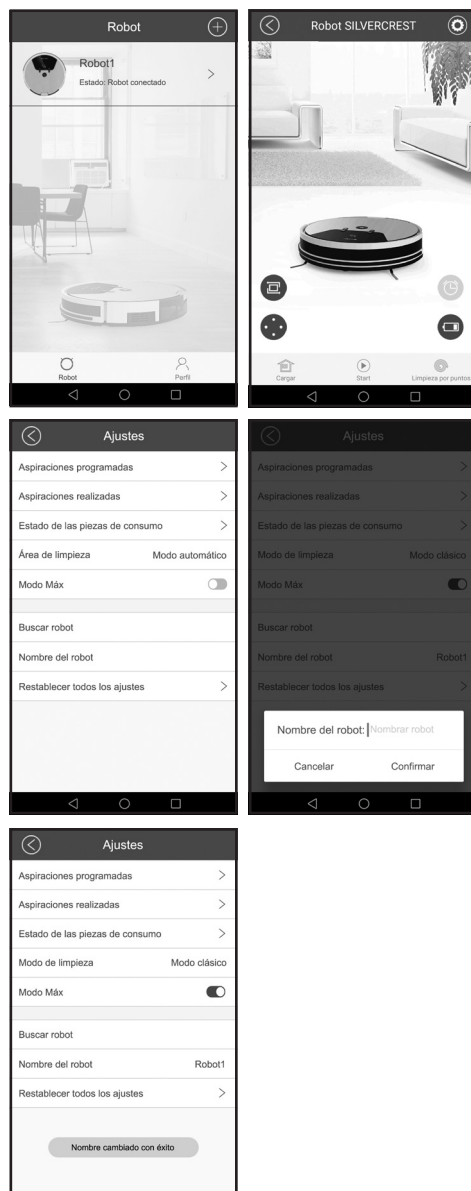 Robot
Robot1
Estado: Robot conectado
Robot
Perfil
Robot SILVERCREST
Cargar
Start
Limpieza por puntos
Ajustes
Aspiraciones programadas
Aspiraciones realizadas
Estado de las piezas de consumo
Área de limpieza Modo automático
Modo Máx
Buscar robot
Nombre del robot
Restablecer todos los ajustes
Ajustes
Aspiraciones programadas
Aspiraciones realizadas
Estado de las piezas de consumo
Modo de limpieza Modo clásico
Modo Máx
Buscar robot
Nombre del robot Robot1
Restablecer todos los ajustes
Nombre del robot: Nombrar robot
Cancelar Confirmar
Ajustes
Aspiraciones programadas
Aspiraciones realizadas
Estado de las piezas de consumo
Modo de limpieza Modo clásico
Modo Máx
Buscar robot
Nombre del robot Robot1
Restablecer todos los ajustes
Nombre cambiado con éxito